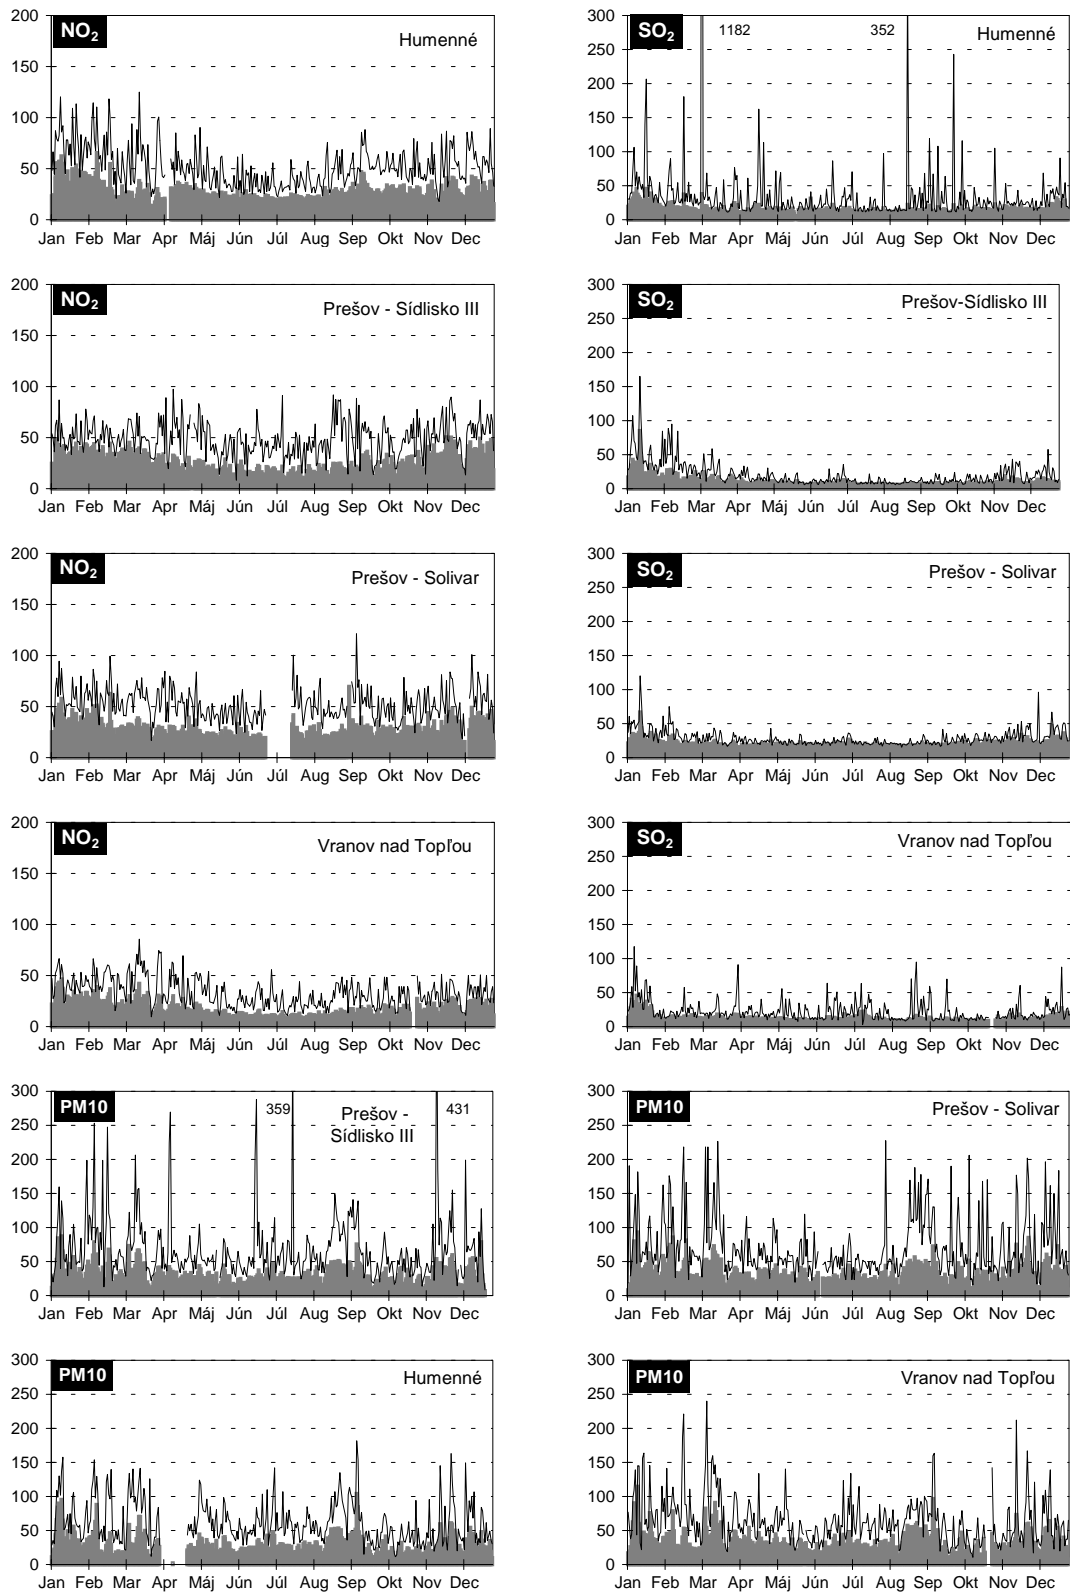 NO2
Humenné
200
150
100
50
0
Jan Feb Mar Apr Máj Jún Júl Aug Sep Okt Nov Dec
SO2
Humenné
1182
352
300
250
200
150
100
50
0
Jan Feb Mar Apr Máj Jún Júl Aug Sep Okt Nov Dec
NO2
Prešov - Sídlisko III
200
150
100
50
0
Jan Feb Mar Apr Máj Jún Júl Aug Sep Okt Nov Dec
SO2
Prešov-Sídlisko III
300
250
200
150
100
50
0
Jan Feb Mar Apr Máj Jún Júl Aug Sep Okt Nov Dec
NO2
Prešov - Solivar
200
150
100
50
0
Jan Feb Mar Apr Máj Jún Júl Aug Sep Okt Nov Dec
SO2
Prešov - Solivar
300
250
200
150
100
50
0
Jan Feb Mar Apr Máj Jún Júl Aug Sep Okt Nov Dec
NO2
Vranov nad Topľou
200
150
100
50
0
Jan Feb Mar Apr Máj Jún Júl Aug Sep Okt Nov Dec
SO2
Vranov nad Topľou
300
250
200
150
100
50
0
Jan Feb Mar Apr Máj Jún Júl Aug Sep Okt Nov Dec
PM10
359
Prešov -
Sídlisko III
431
300
250
200
150
100
50
0
Jan Feb Mar Apr Máj Jún Júl Aug Sep Okt Nov Dec
PM10
Prešov - Solivar
300
250
200
150
100
50
0
Jan Feb Mar Apr Máj Jún Júl Aug Sep Okt Nov Dec
PM10
Humenné
300
250
200
150
100
50
0
Jan Feb Mar Apr Máj Jún Júl Aug Sep Okt Nov Dec
PM10
Vranov nad Topľou
300
250
200
150
100
50
0
Jan Feb Mar Apr Máj Jún Júl Aug Sep Okt Nov Dec